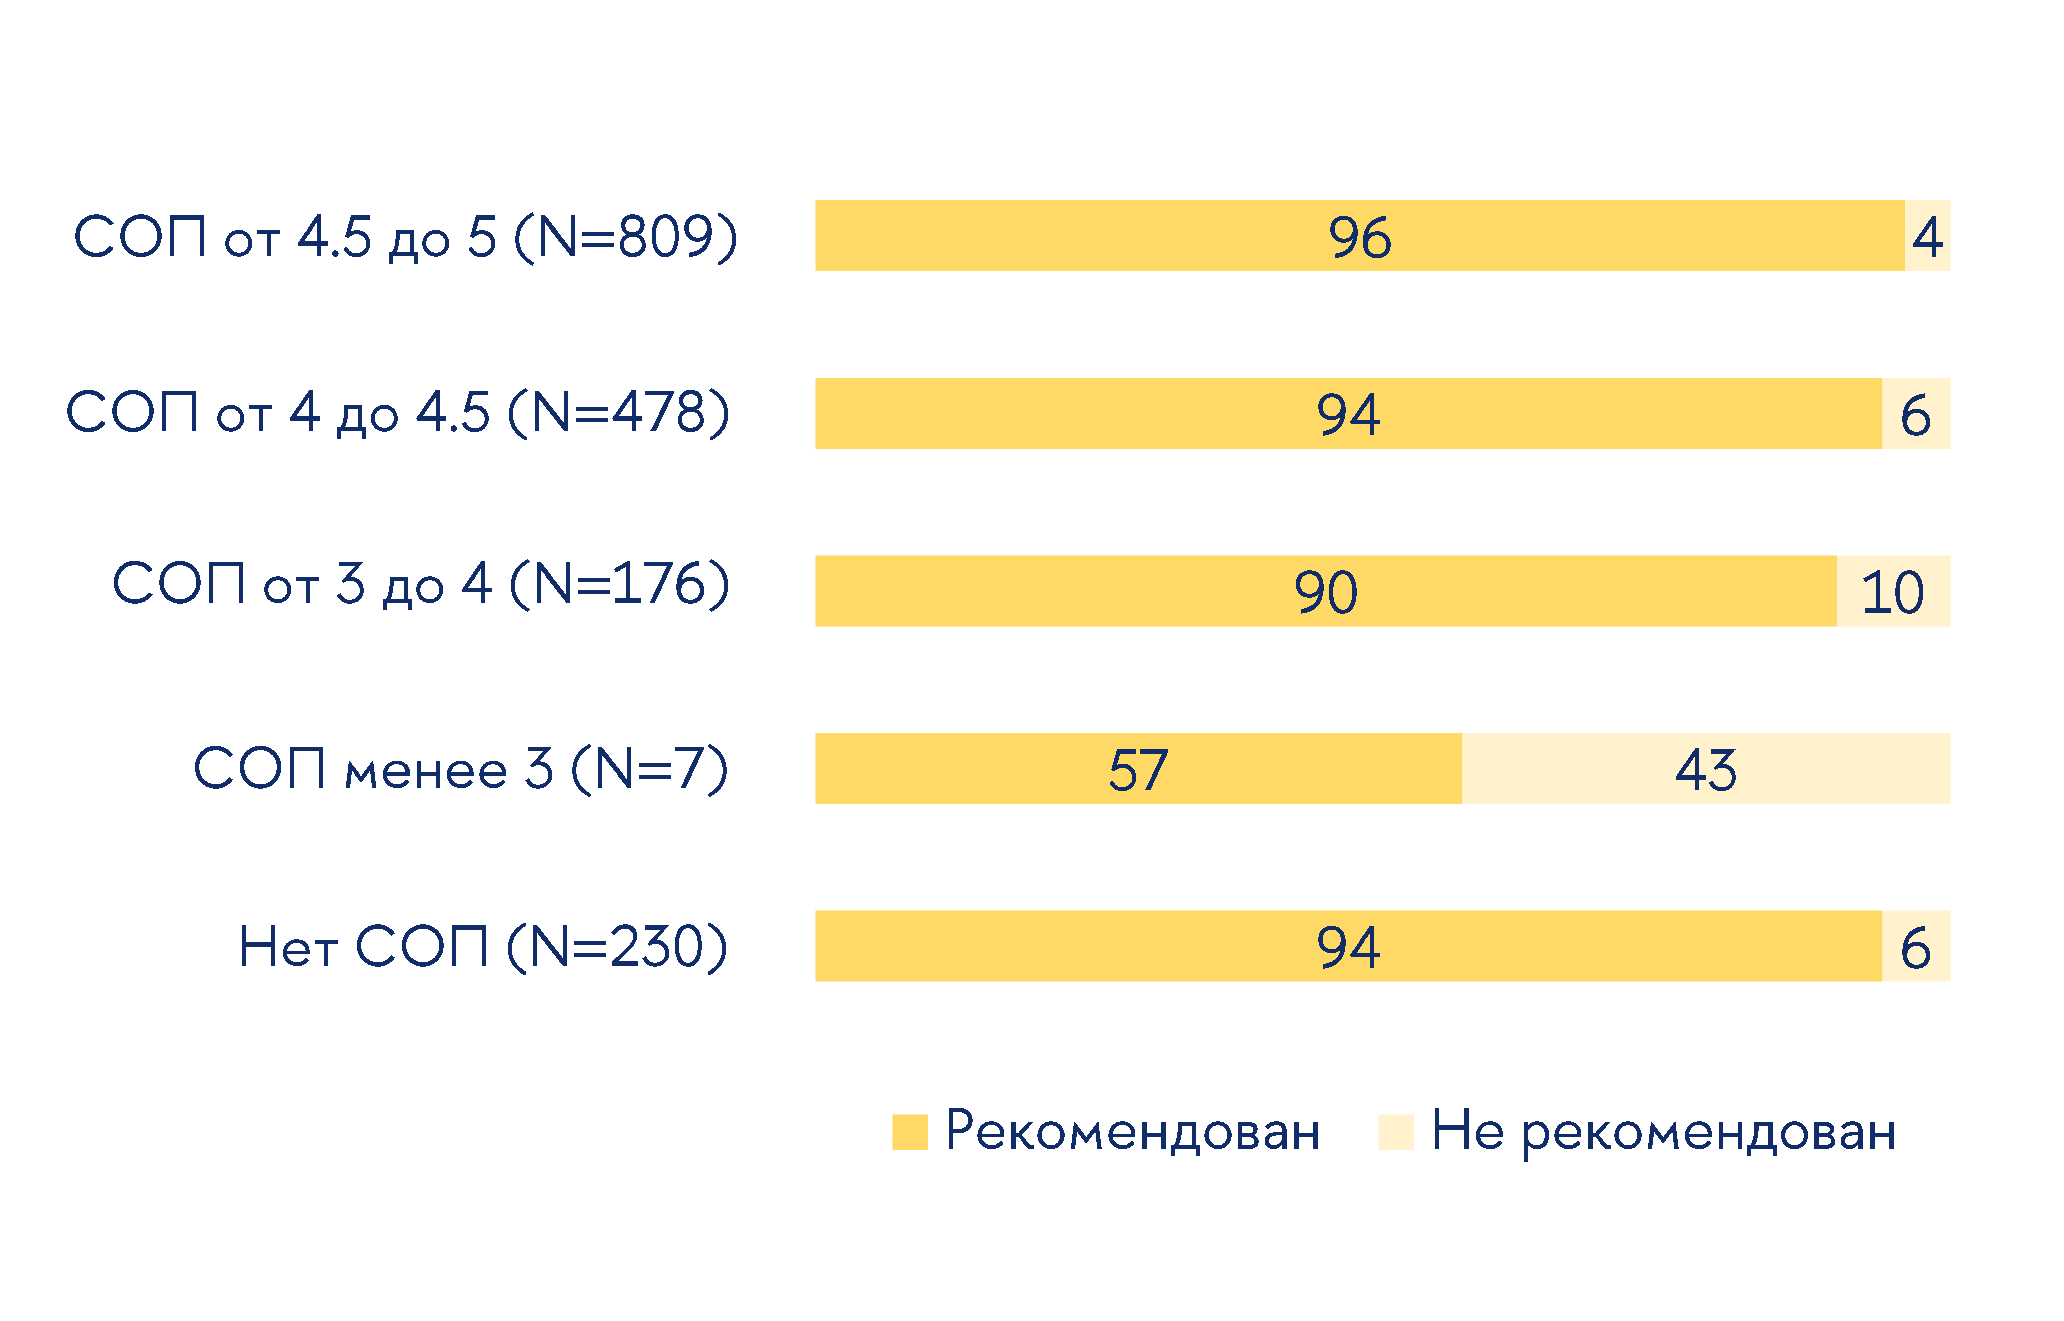 СОП от 4.5 до 5 (N=809) 96 4
СОП от 4 до 4.5 (N=478) 94 6
СОП от 3 до 4 (N=176) 90 10
СОП менее 3 (N=7) 57 43
Нет СОП (N=230) 94 6
Рекомендован Не рекомендован